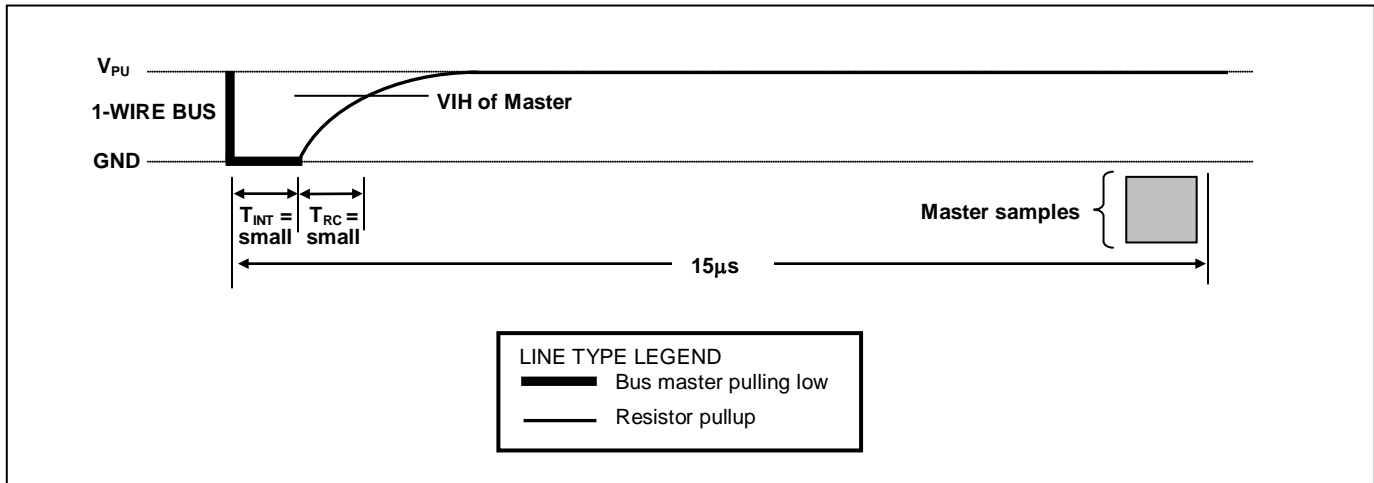 VPU
1-WIRE BUS
VIH of Master
GND
TINT =
small
TRC =
small
Master samples
15μs
LINE TYPE LEGEND
Bus master pulling low
Resistor pullup